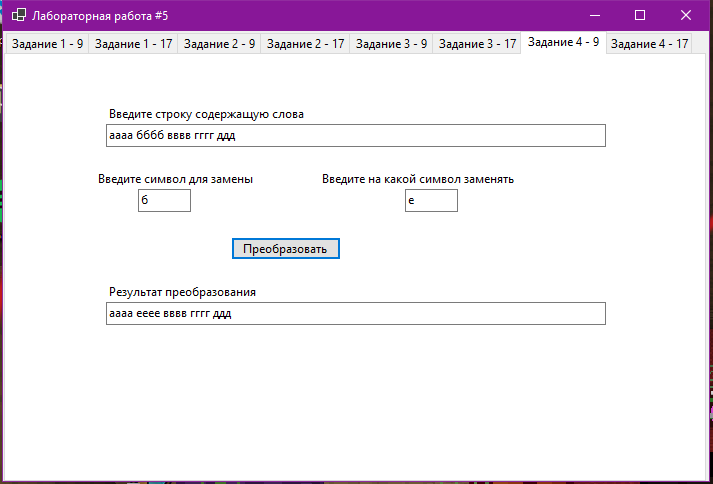 Лабораторная работа #5
Задание 1 - 9 Задание 1 - 17 Задание 2 - 9 Задание 2 - 17 Задание 3 - 9 Задание 3 - 17 Задание 4 - 9 Задание 4 - 17
Введите строку содержащую слова
аааа бббб вввв гггг ддд
Введите символ для замены Введите на какой символ заменять
б е
Преобразовать
Результат преобразования
аааа ееее вввв гггг ддд